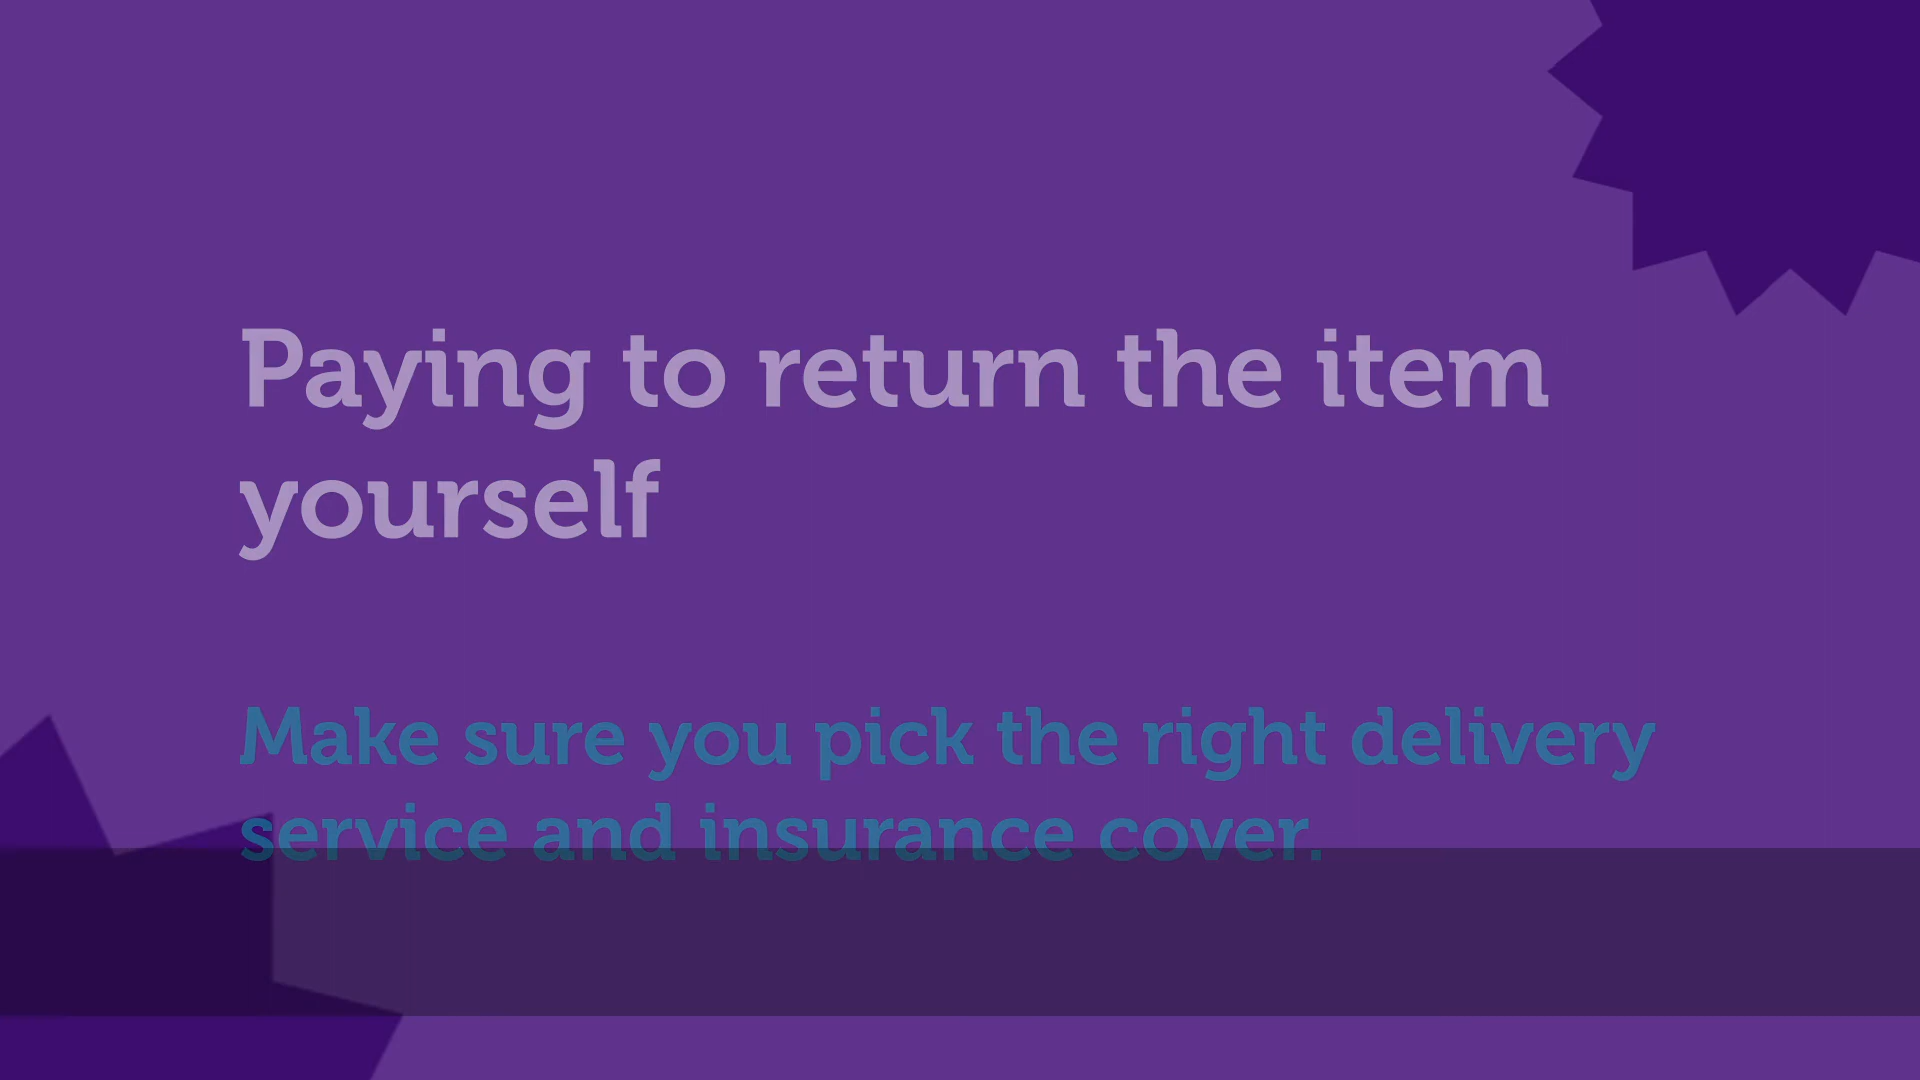 Paying to return the item
yourself
Make sure you pick the right delivery
service and insurance cover.